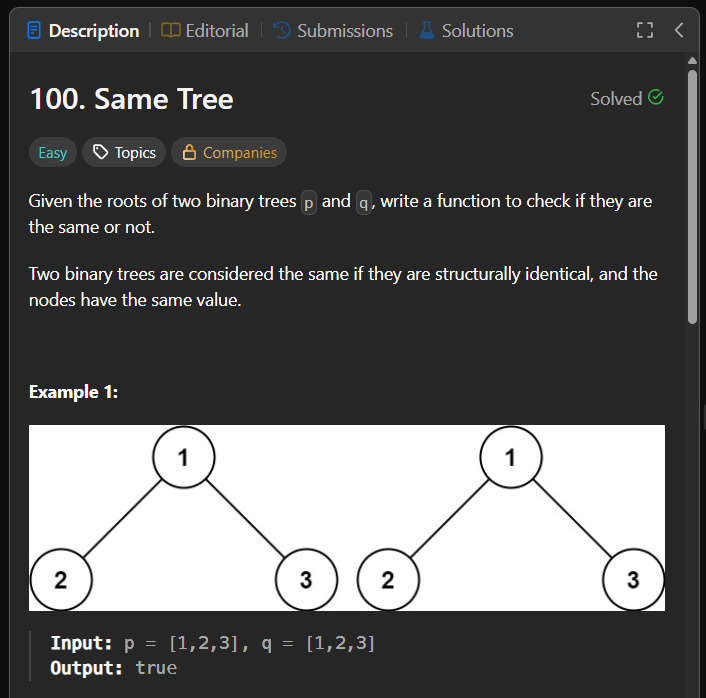 Description | Editorial | Submissions | Solutions
100. Same Tree
Solved
Easy Topics Companies
Given the roots of two binary trees p and q, write a function to check if they are
the same or not.
Two binary trees are considered the same if they are structurally identical, and the
nodes have the same value.
Example 1:
1 1
2 3 2 3
Input: p = [1,2,3], q = [1,2,3]
Output: true